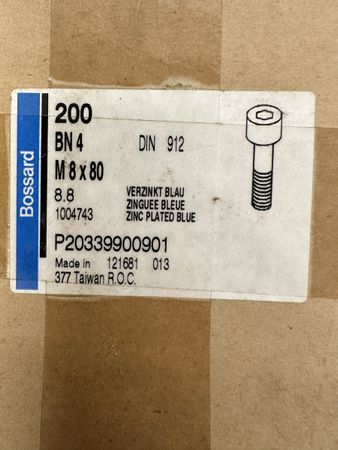 Bossard
200
BN 4 DIN 912
M 8 x 80
8.8 VERZINKT BLAU
ZINGUEE BLEUE
1004743 ZINC PLATED BLUE
P20339900901
Made in 121681 013
377 Taiwan R.O.C.